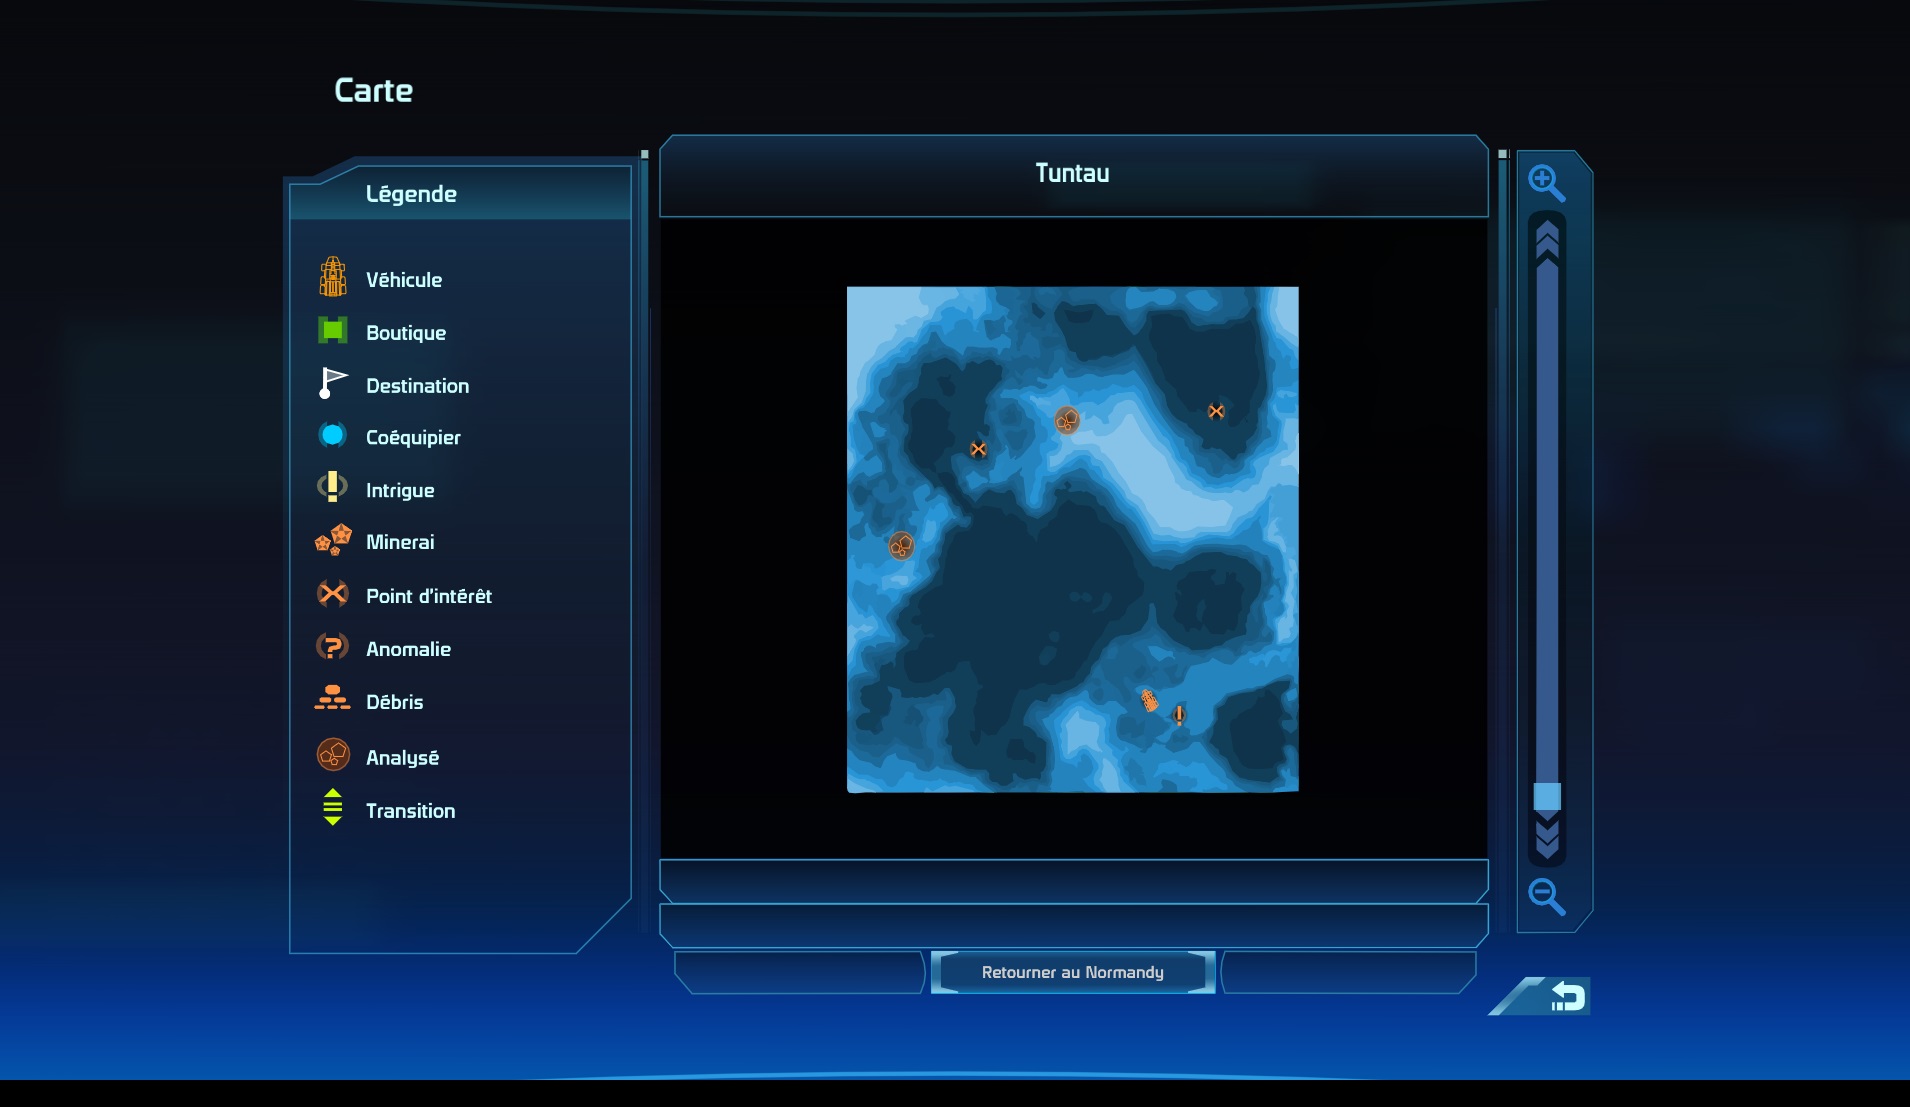 Carte
Légende
Véhicule
Boutique
Destination
Coéquipier
Intrigue
Minerai
Point d'intérêt
Anomalie
Débris
Analysé
Transition
Tuntau
Retourner au Normandy